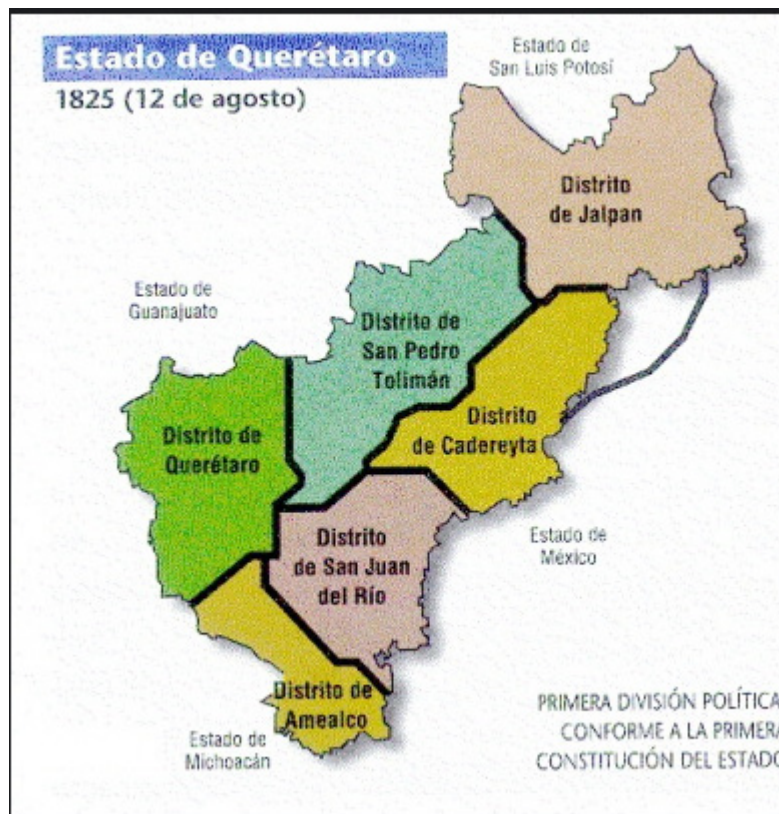 Estado de Querétaro
1825 (12 de agosto)
Estado de
San Luis Potosí
Distrito
de Jalpan
Estado de
Guanajuato
Distrito de
San Pedro
Tolimán
Distrito de
Querétaro
Distrito
de Cadereyta
Estado de
México
Distrito
de San Juan
del Río
Distrito de
Amealco
Estado de
Michoacán
PRIMERA DIVISIÓN POLÍTICA
CONFORME A LA PRIMERA
CONSTITUCIÓN DEL ESTADO